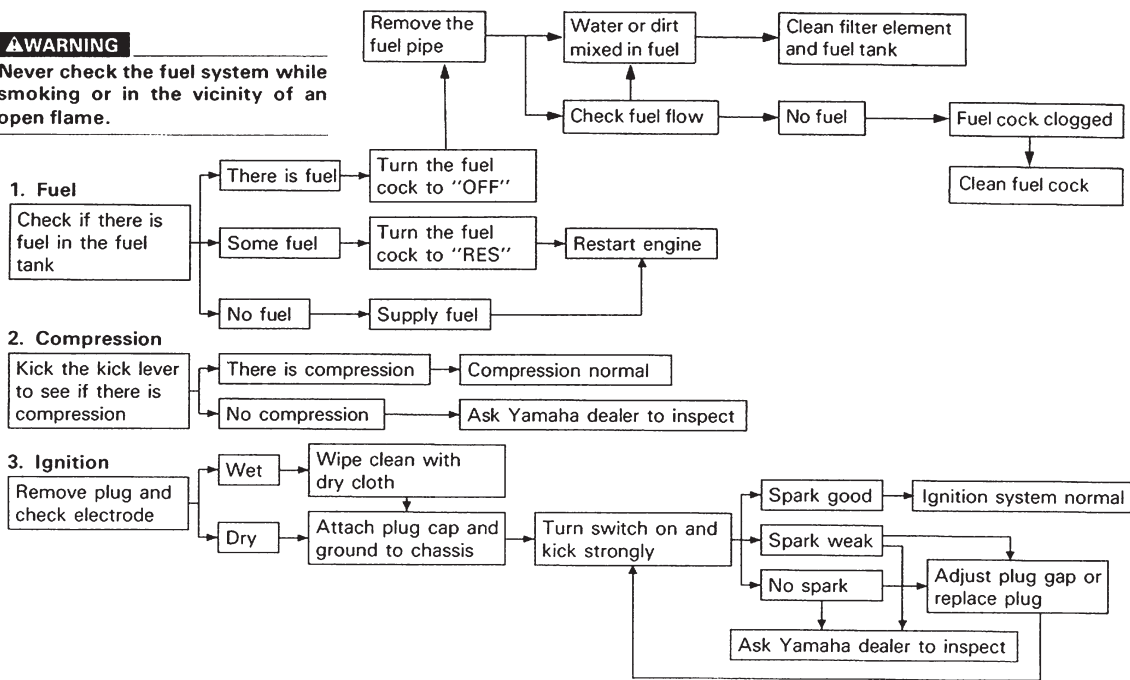 ⚠WARNING
Never check the fuel system while
smoking or in the vicinity of an
open flame.
Remove the
fuel pipe
Water or dirt
mixed in fuel
Clean filter element
and fuel tank
Check fuel flow
No fuel
Fuel cock clogged
Clean fuel cock
1. Fuel
Check if there is
fuel in the fuel
tank
There is fuel
Turn the fuel
cock to "OFF"
Some fuel
Turn the fuel
cock to "RES"
Restart engine
No fuel
Supply fuel
2. Compression
Kick the kick lever
to see if there is
compression
There is compression
Compression normal
No compression
Ask Yamaha dealer to inspect
3. Ignition
Remove plug and
check electrode
Wet
Wipe clean with
dry cloth
Dry
Attach plug cap and
ground to chassis
Turn switch on and
kick strongly
Spark good
Ignition system normal
Spark weak
No spark
Adjust plug gap or
replace plug
Ask Yamaha dealer to inspect